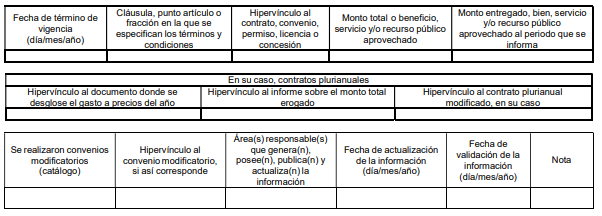 Fecha de término de
vigencia
(día/mes/año)
Cláusula, punto artículo o
fracción en la que se
especifican los términos y
condiciones
Hipervínculo al
contrato, convenio,
permiso, licencia o
concesión
Monto total o beneficio,
servicio y/o recurso público
aprovechado
Monto entregado, bien, servicio
y/o recurso público
aprovechado al periodo que se
informa
En su caso, contratos plurianuales
Hipervínculo al documento donde se
desglose el gasto a precios del año
Hipervínculo al informe sobre el monto total
erogado
Hipervínculo al contrato plurianual
modificado, en su caso
Se realizaron convenios
modificatorios
(catálogo)
Hipervínculo al
convenio modificatorio,
si así corresponde
Área(s) responsable(s)
que genera(n),
posee(n), publica(n) y
actualiza(n) la
información
Fecha de actualización
de la información
(día/mes/año)
Fecha de
validación de la
información
(día/mes/año)
Nota